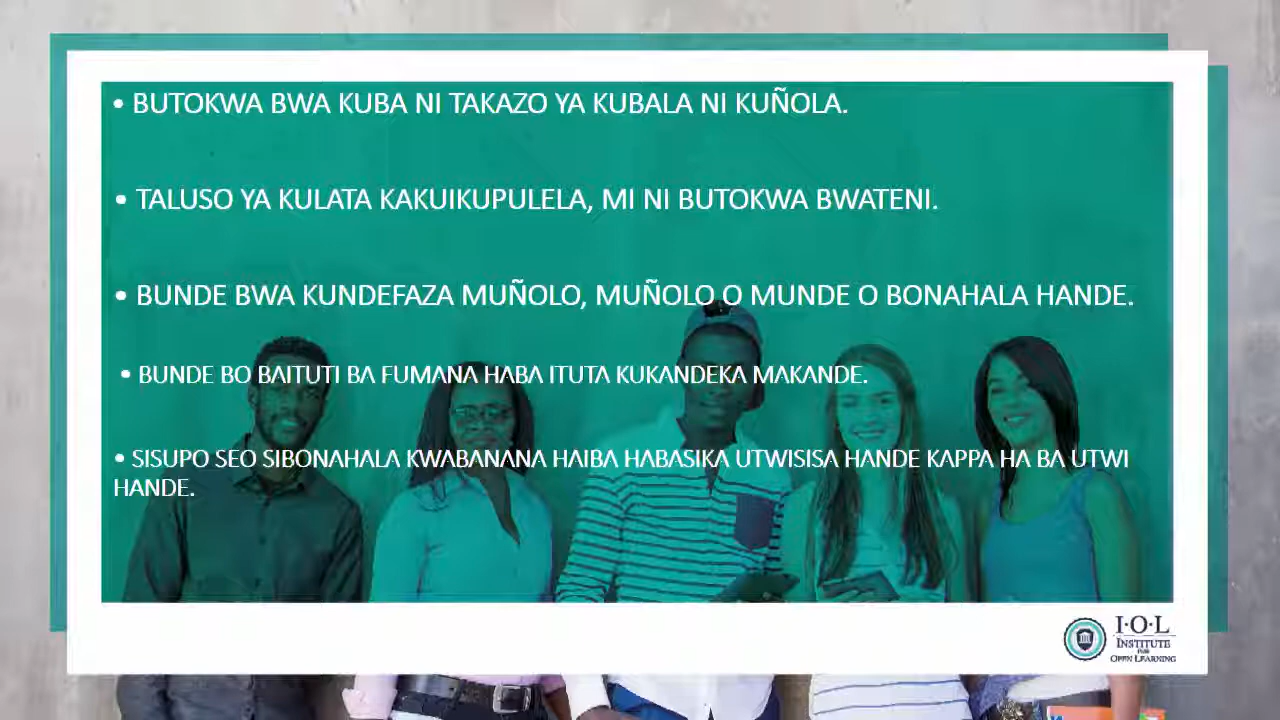 • BUTOKWA BWA KUBA NI TAKAZO YA KUBALA NI KUÑOLA.
• TALUSO YA KULATA KAKUIKUPULELA, MI NI BUTOKWA BWATENI.
• BUNDE BWA KUNDEFAZA MUÑOLO, MUÑOLO O MUNDE O BONAHALA HANDE.
• BUNDE BO BAITUTI BA FUMANA HABA ITUTA KUKANDEKA MAKANDE.
• SISUPO SEO SIBONAHALA KWABANANA HAIBA HABASIKA UTWISISA HANDE KAPPA HA BA UTWI
HANDE.
I·O·L
INSTITUTE
FOR
OPEN LEARNING